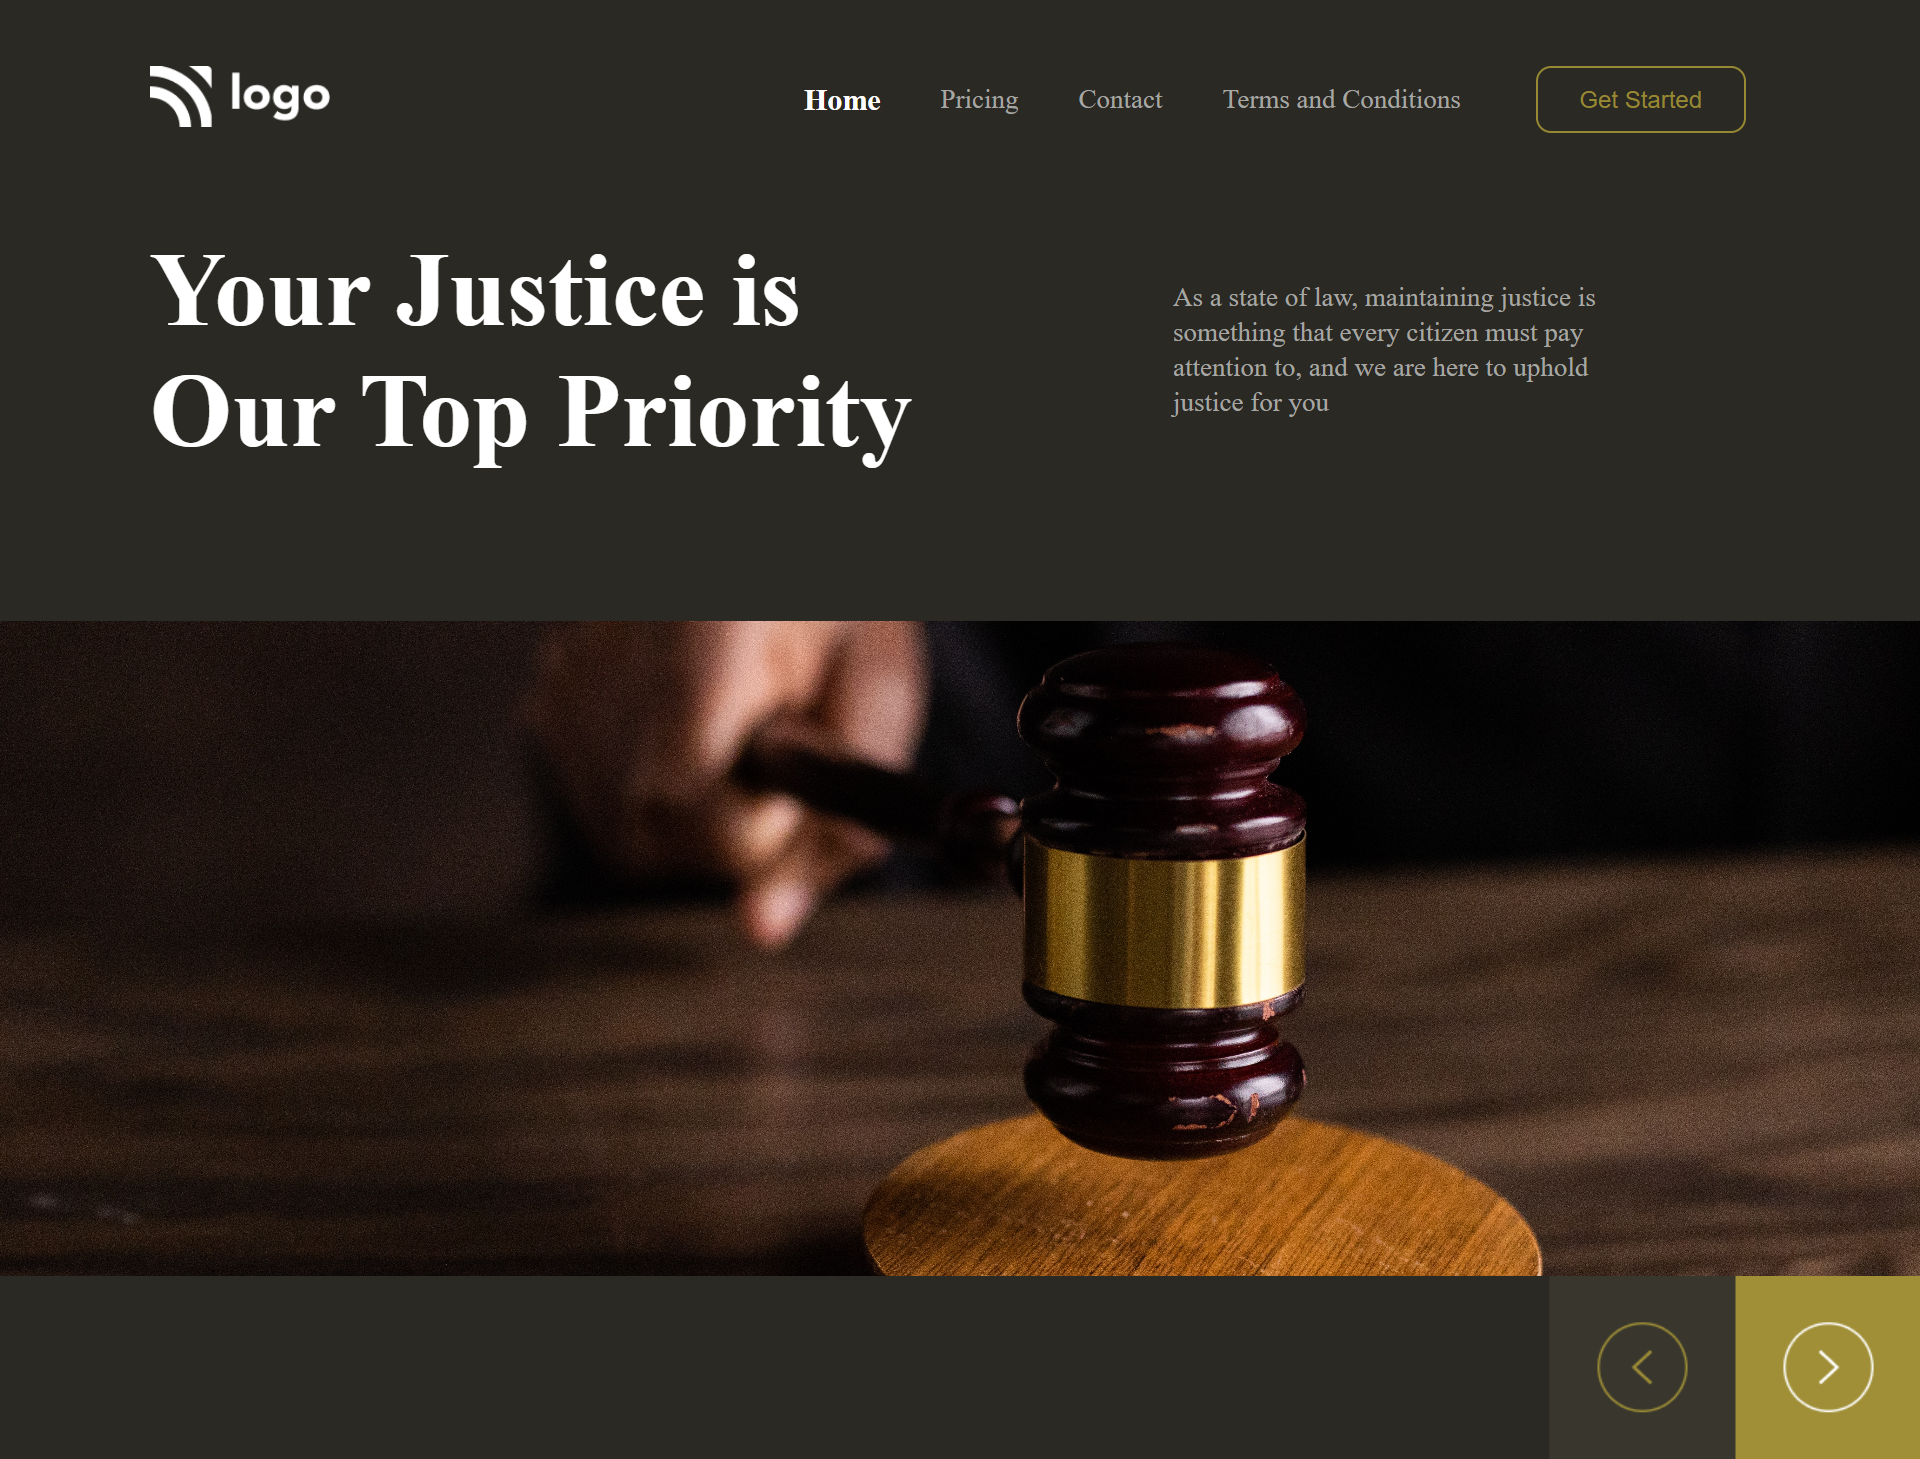 logo
Home
Pricing
Contact
Terms and Conditions
Get Started
Your Justice is
Our Top Priority
As a state of law, maintaining justice is
something that every citizen must pay
attention to, and we are here to uphold
justice for you